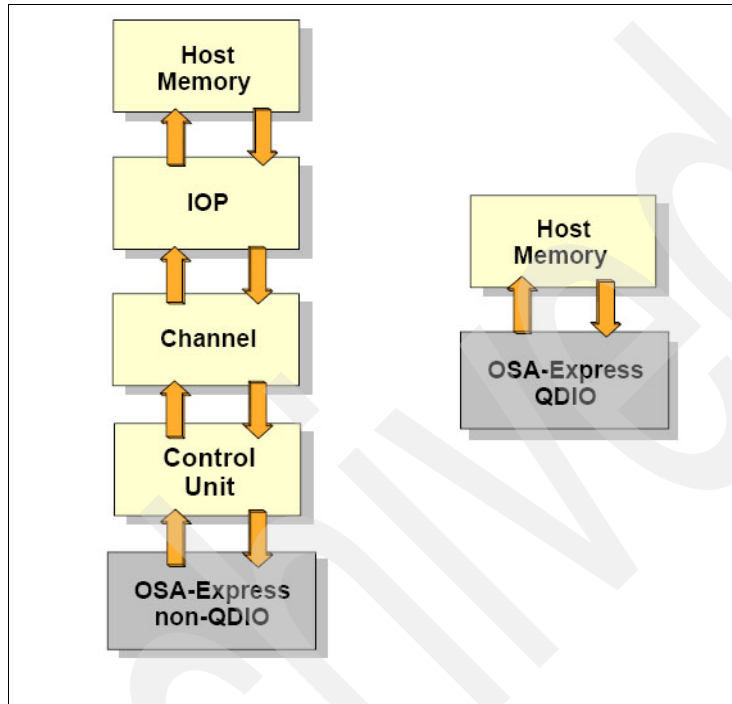 Host
Memory
IOP
Channel
Control
Unit
OSA-Express
non-QDIO
Host
Memory
OSA-Express
QDIO